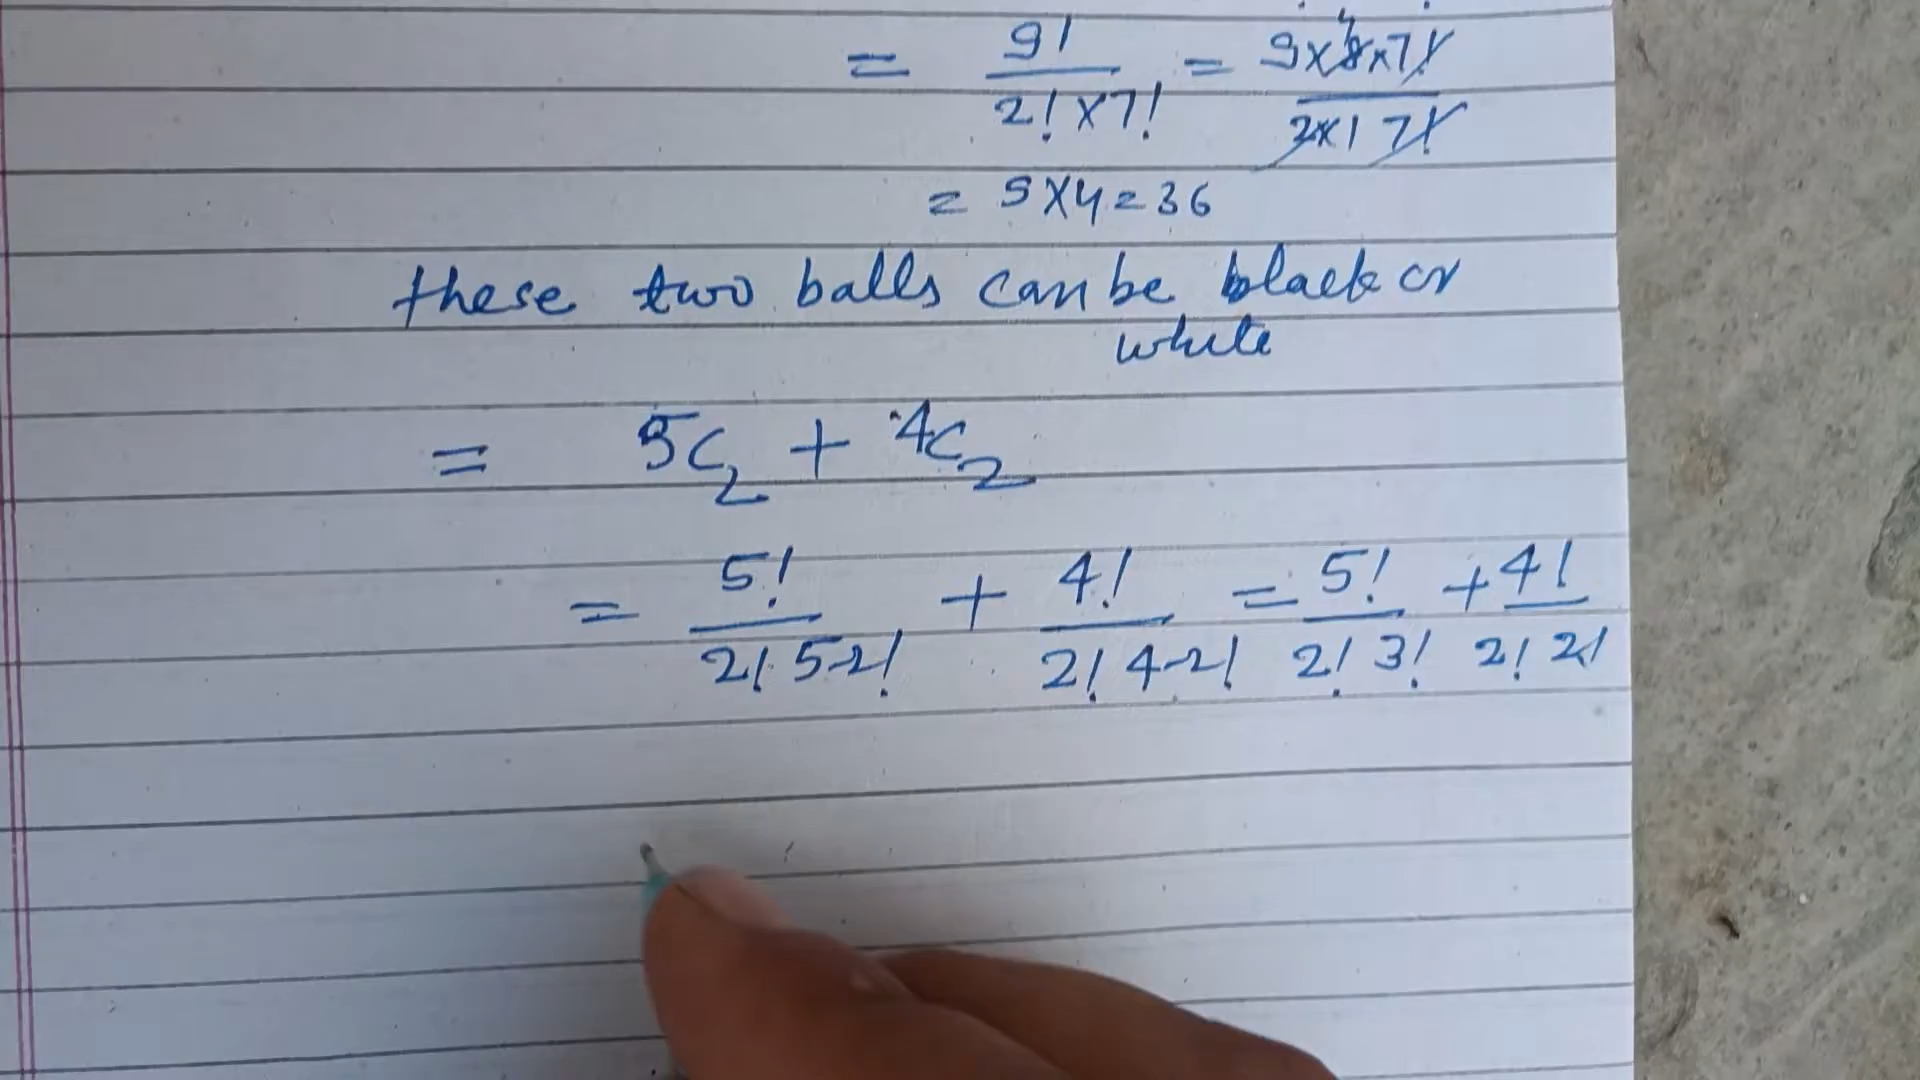 = 9! / 2! x 7! = 9 x 8 4 x 7! / 2 x 1 7!
= 9 x 4 = 36
these two balls can be black or
white
= 5C2 + 4C2
= 5! / 2! 5-2! + 4! / 2! 4-2! = 5! / 2! 3! + 4! / 2! 2!